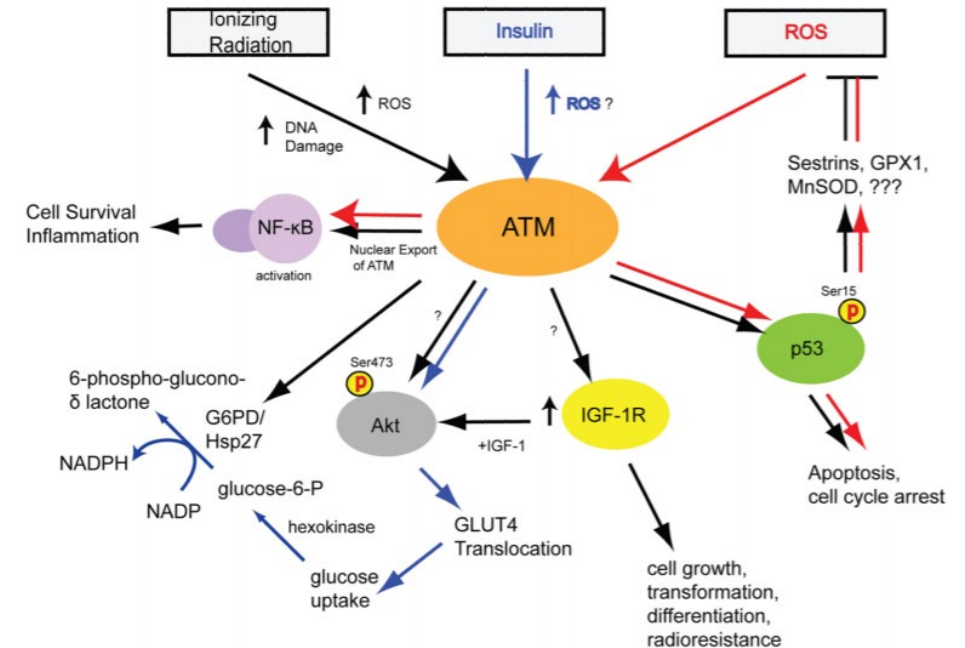 Ionizing
Radiation
Insulin
ROS
ROS
DNA
Damage
ROS ?
Sestrins, GPX1,
MnSOD, ???
Cell Survival
Inflammation
NF-κB
activation
Nuclear Export
of ATM
ATM
Ser15
P
p53
?
?
Ser473
P
Akt
IGF-1R
+IGF-1
6-phospho-glucono-
δ lactone
G6PD/
Hsp27
NADPH
NADP
glucose-6-P
hexokinase
glucose
uptake
GLUT4
Translocation
Apoptosis,
cell cycle arrest
cell growth,
transformation,
differentiation,
radioresistance